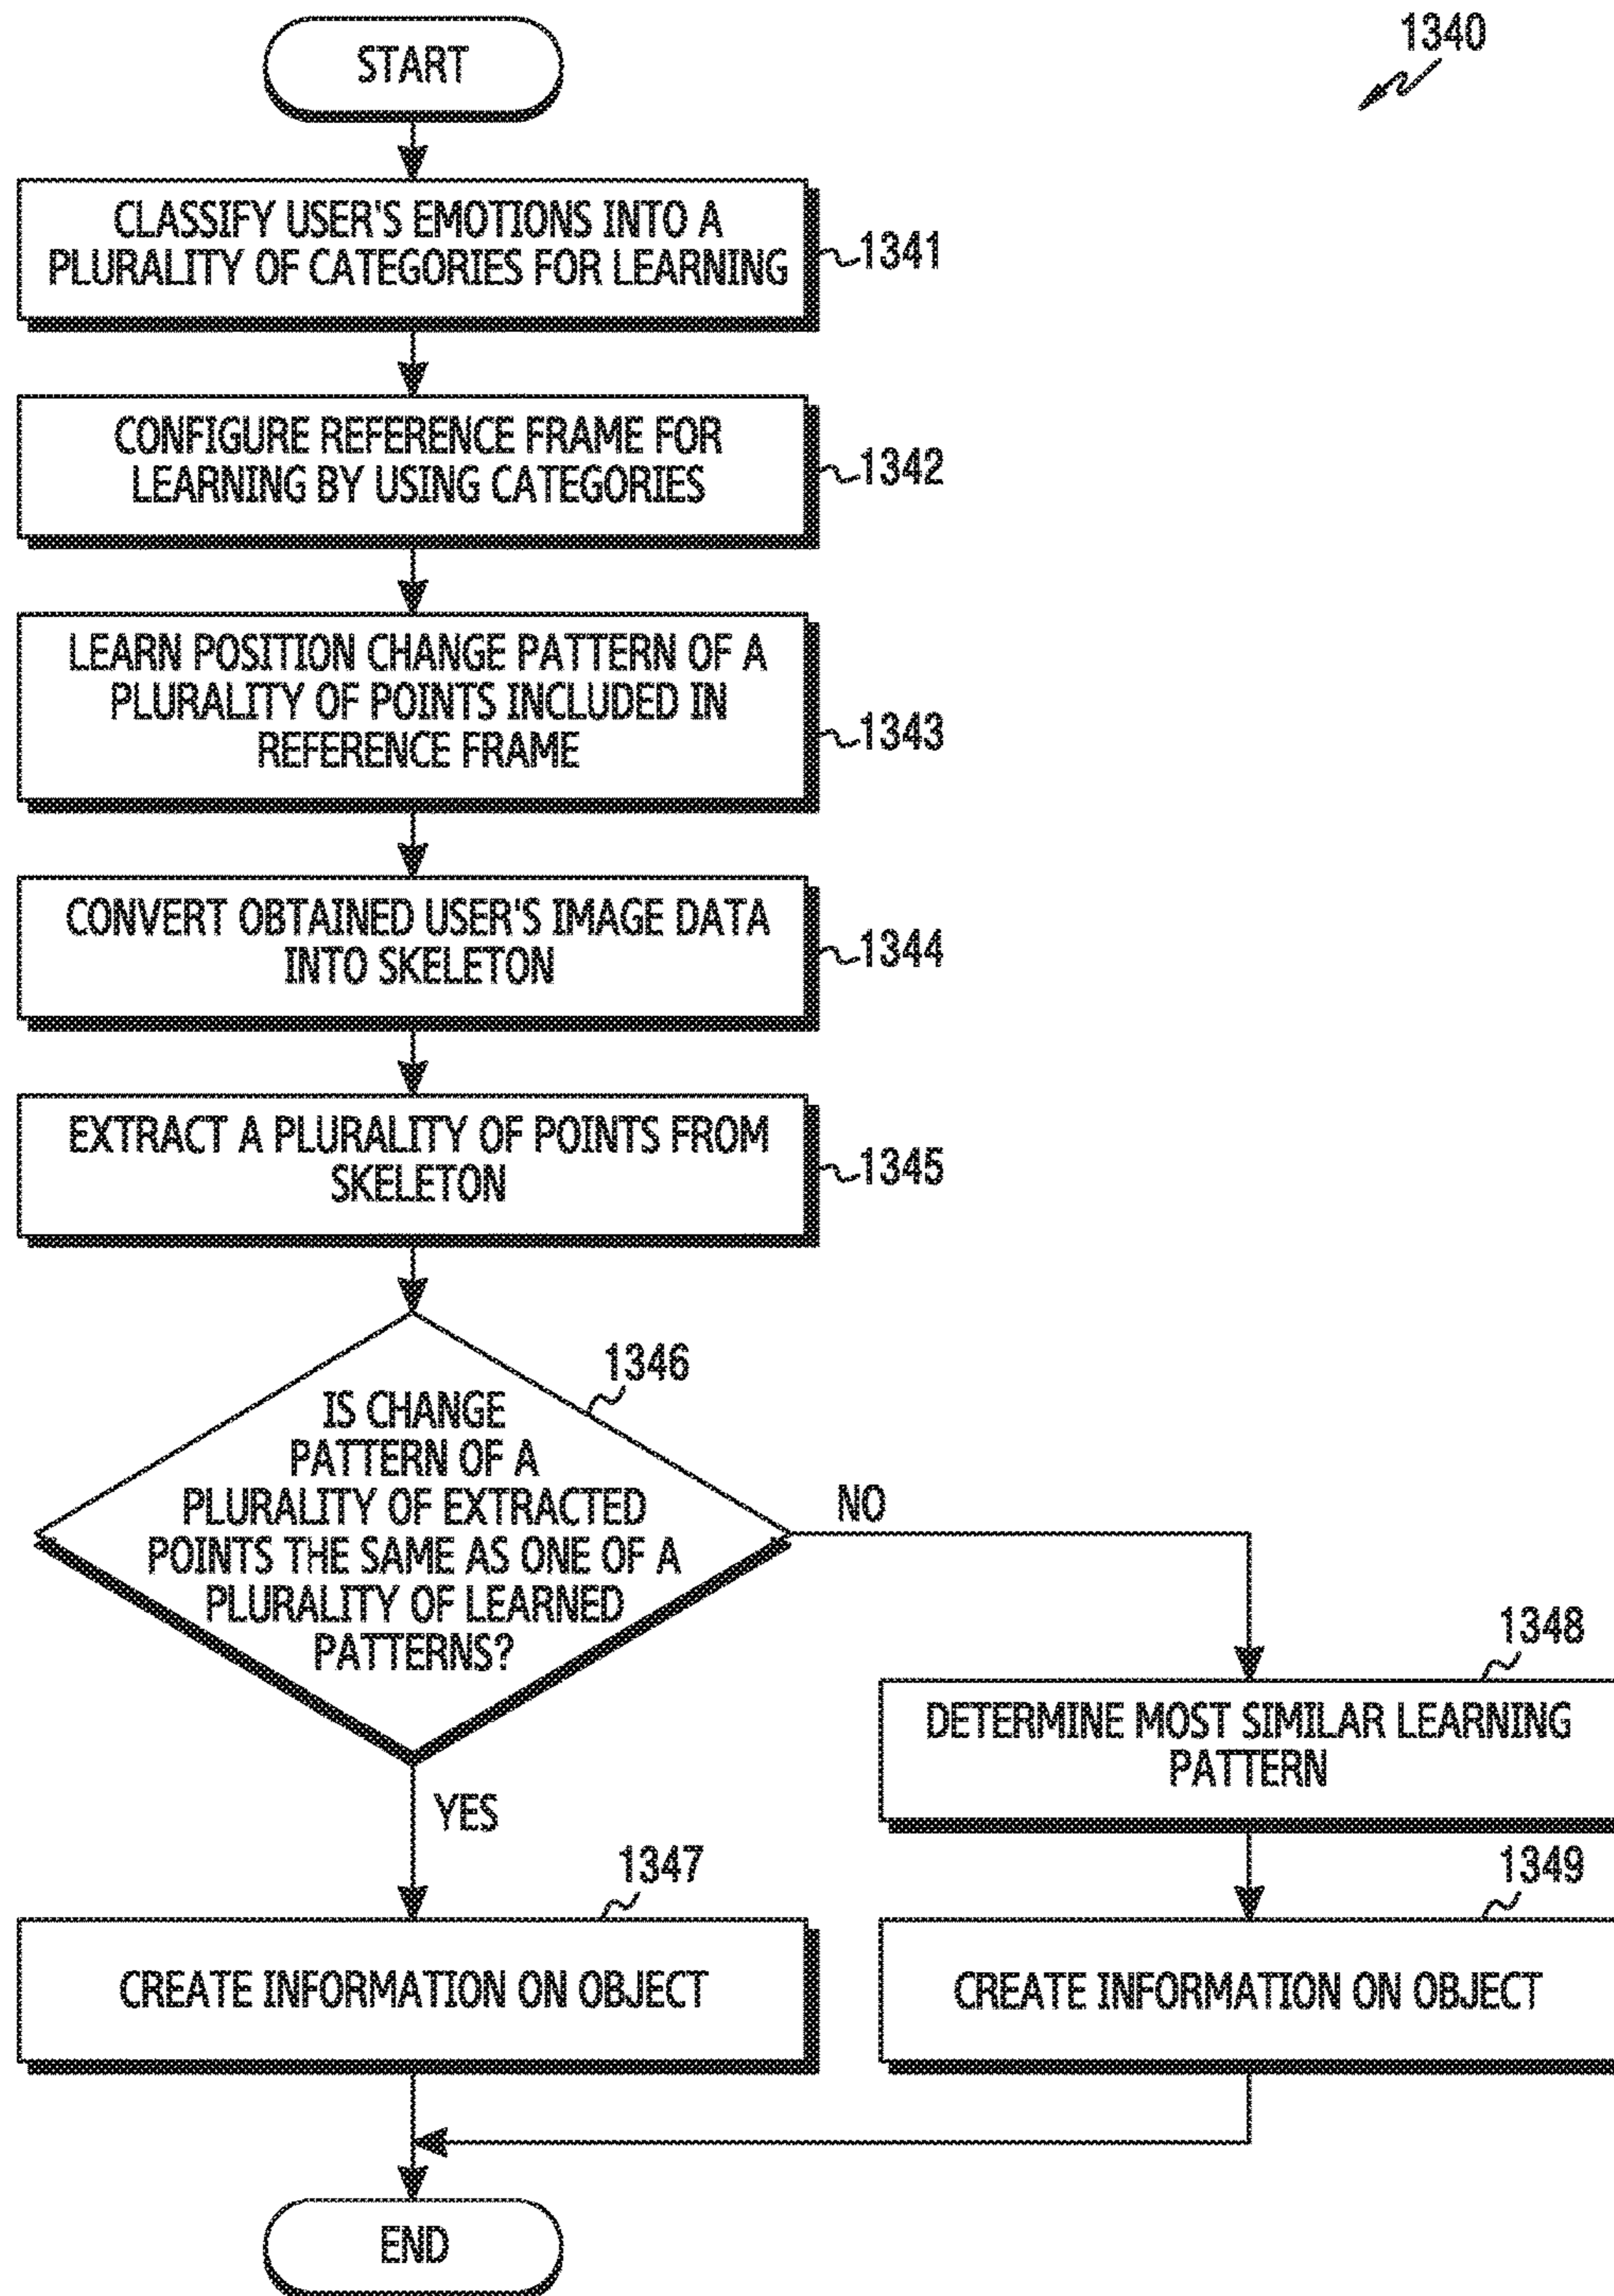 START
1340
CLASSIFY USER'S EMOTIONS INTO A
PLURALITY OF CATEGORIES FOR LEARNING
1341
CONFIGURE REFERENCE FRAME FOR
LEARNING BY USING CATEGORIES
1342
LEARN POSITION CHANGE PATTERN OF A
PLURALITY OF POINTS INCLUDED IN
REFERENCE FRAME
1343
CONVERT OBTAINED USER'S IMAGE DATA
INTO SKELETON
1344
EXTRACT A PLURALITY OF POINTS FROM
SKELETON
1345
1346
IS CHANGE
PATTERN OF A
PLURALITY OF EXTRACTED
POINTS THE SAME AS ONE OF A
PLURALITY OF LEARNED
PATTERNS?
NO
YES
1348
DETERMINE MOST SIMILAR LEARNING
PATTERN
1347
CREATE INFORMATION ON OBJECT
1349
CREATE INFORMATION ON OBJECT
END